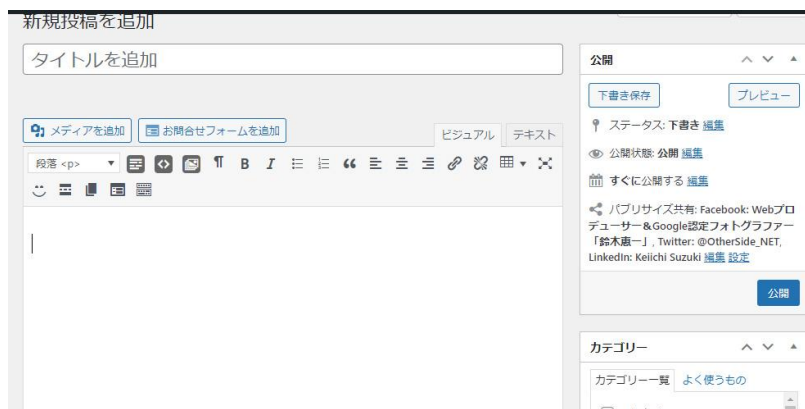 新規投稿を追加
タイトルを追加
メディアを追加
お問合せフォームを追加
ビジュアル
テキスト
段落 <p>
公開
下書き保存
プレビュー
ステータス: 下書き 編集
公開状態: 公開 編集
すぐに公開する 編集
パブリサイズ共有: Facebook: Webプロ
デューサー＆Google認定フォトグラファー
「鈴木恵一」, Twitter: @OtherSide_NET,
LinkedIn: Keiichi Suzuki 編集 設定
公開
カテゴリー
カテゴリー一覧
よく使うもの